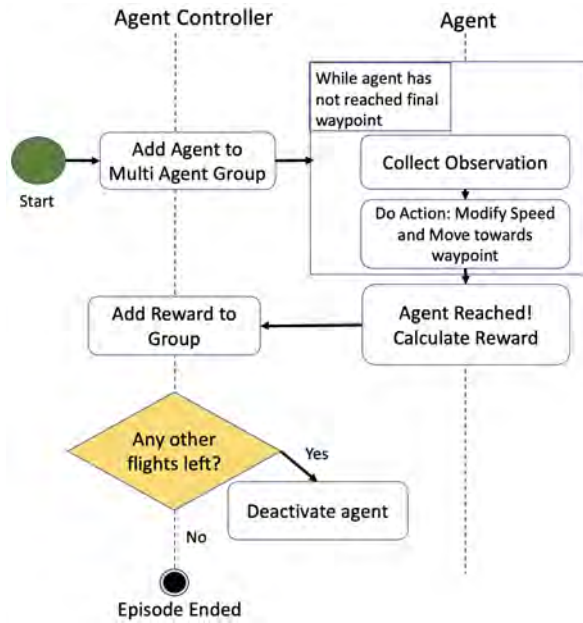 Agent Controller
Agent
While agent has
not reached final
waypoint
Add Agent to
Multi Agent Group
Collect Observation
Start
Do Action: Modify Speed
and Move towards
waypoint
Add Reward to
Group
Agent Reached!
Calculate Reward
Any other
flights left?
Yes
Deactivate agent
No
Episode Ended